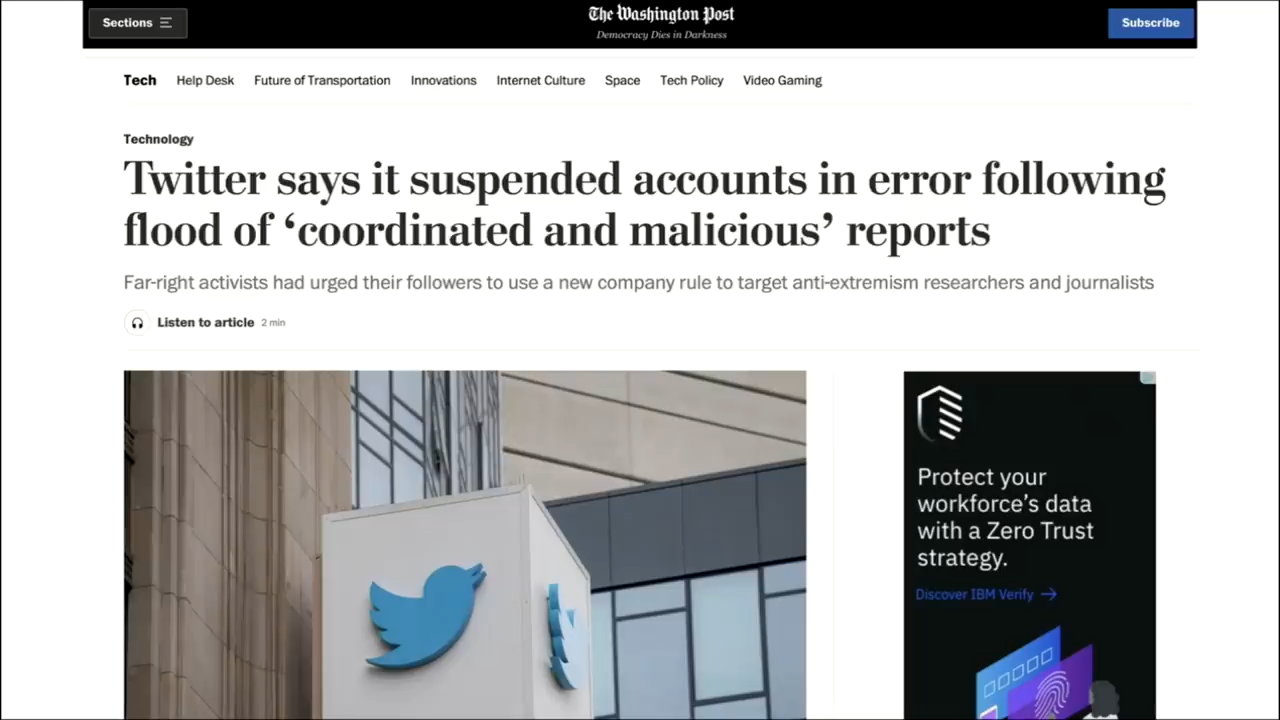 Sections
The Washington Post
Democracy Dies in Darkness
Subscribe
Tech Help Desk Future of Transportation Innovations Internet Culture Space Tech Policy Video Gaming
Technology
Twitter says it suspended accounts in error following
flood of ‘coordinated and malicious’ reports
Far-right activists had urged their followers to use a new company rule to target anti-extremism researchers and journalists
Listen to article 2 min
Protect your
workforce’s data
with a Zero Trust
strategy.
Discover IBM Verify →